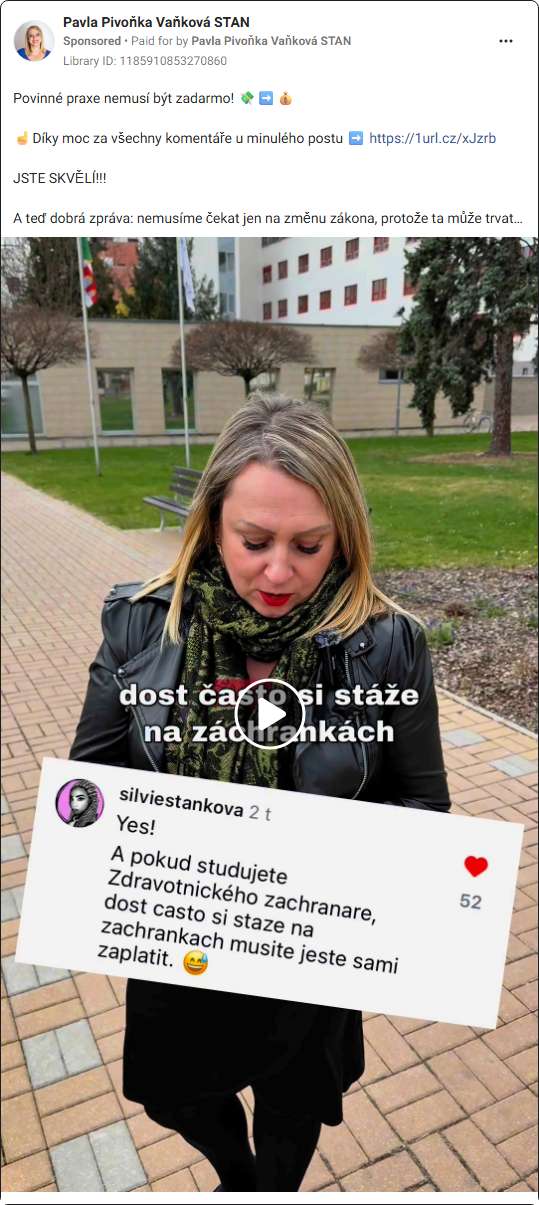 Pavla Pivoňka Vaňková STAN
Sponsored • Paid for by Pavla Pivoňka Vaňková STAN
Library ID: 1185910853270860
Povinné praxe nemusí být zadarmo! 💸 ➡️ 💰
☝️Díky moc za všechny komentáře u minulého postu ➡️ https://1url.cz/xJzrb
JSTE SKVĚLÍ!!!
A teď dobrá zpráva: nemusíme čekat jen na změnu zákona, protože ta může trvat…
dost často si stáže
na záchrankách
silviestankova 2 t
Yes!
A pokud studujete
Zdravotnického zachranare,
dost casto si staze na
zachrankach musite jeste sami
zaplatit. 😅
52